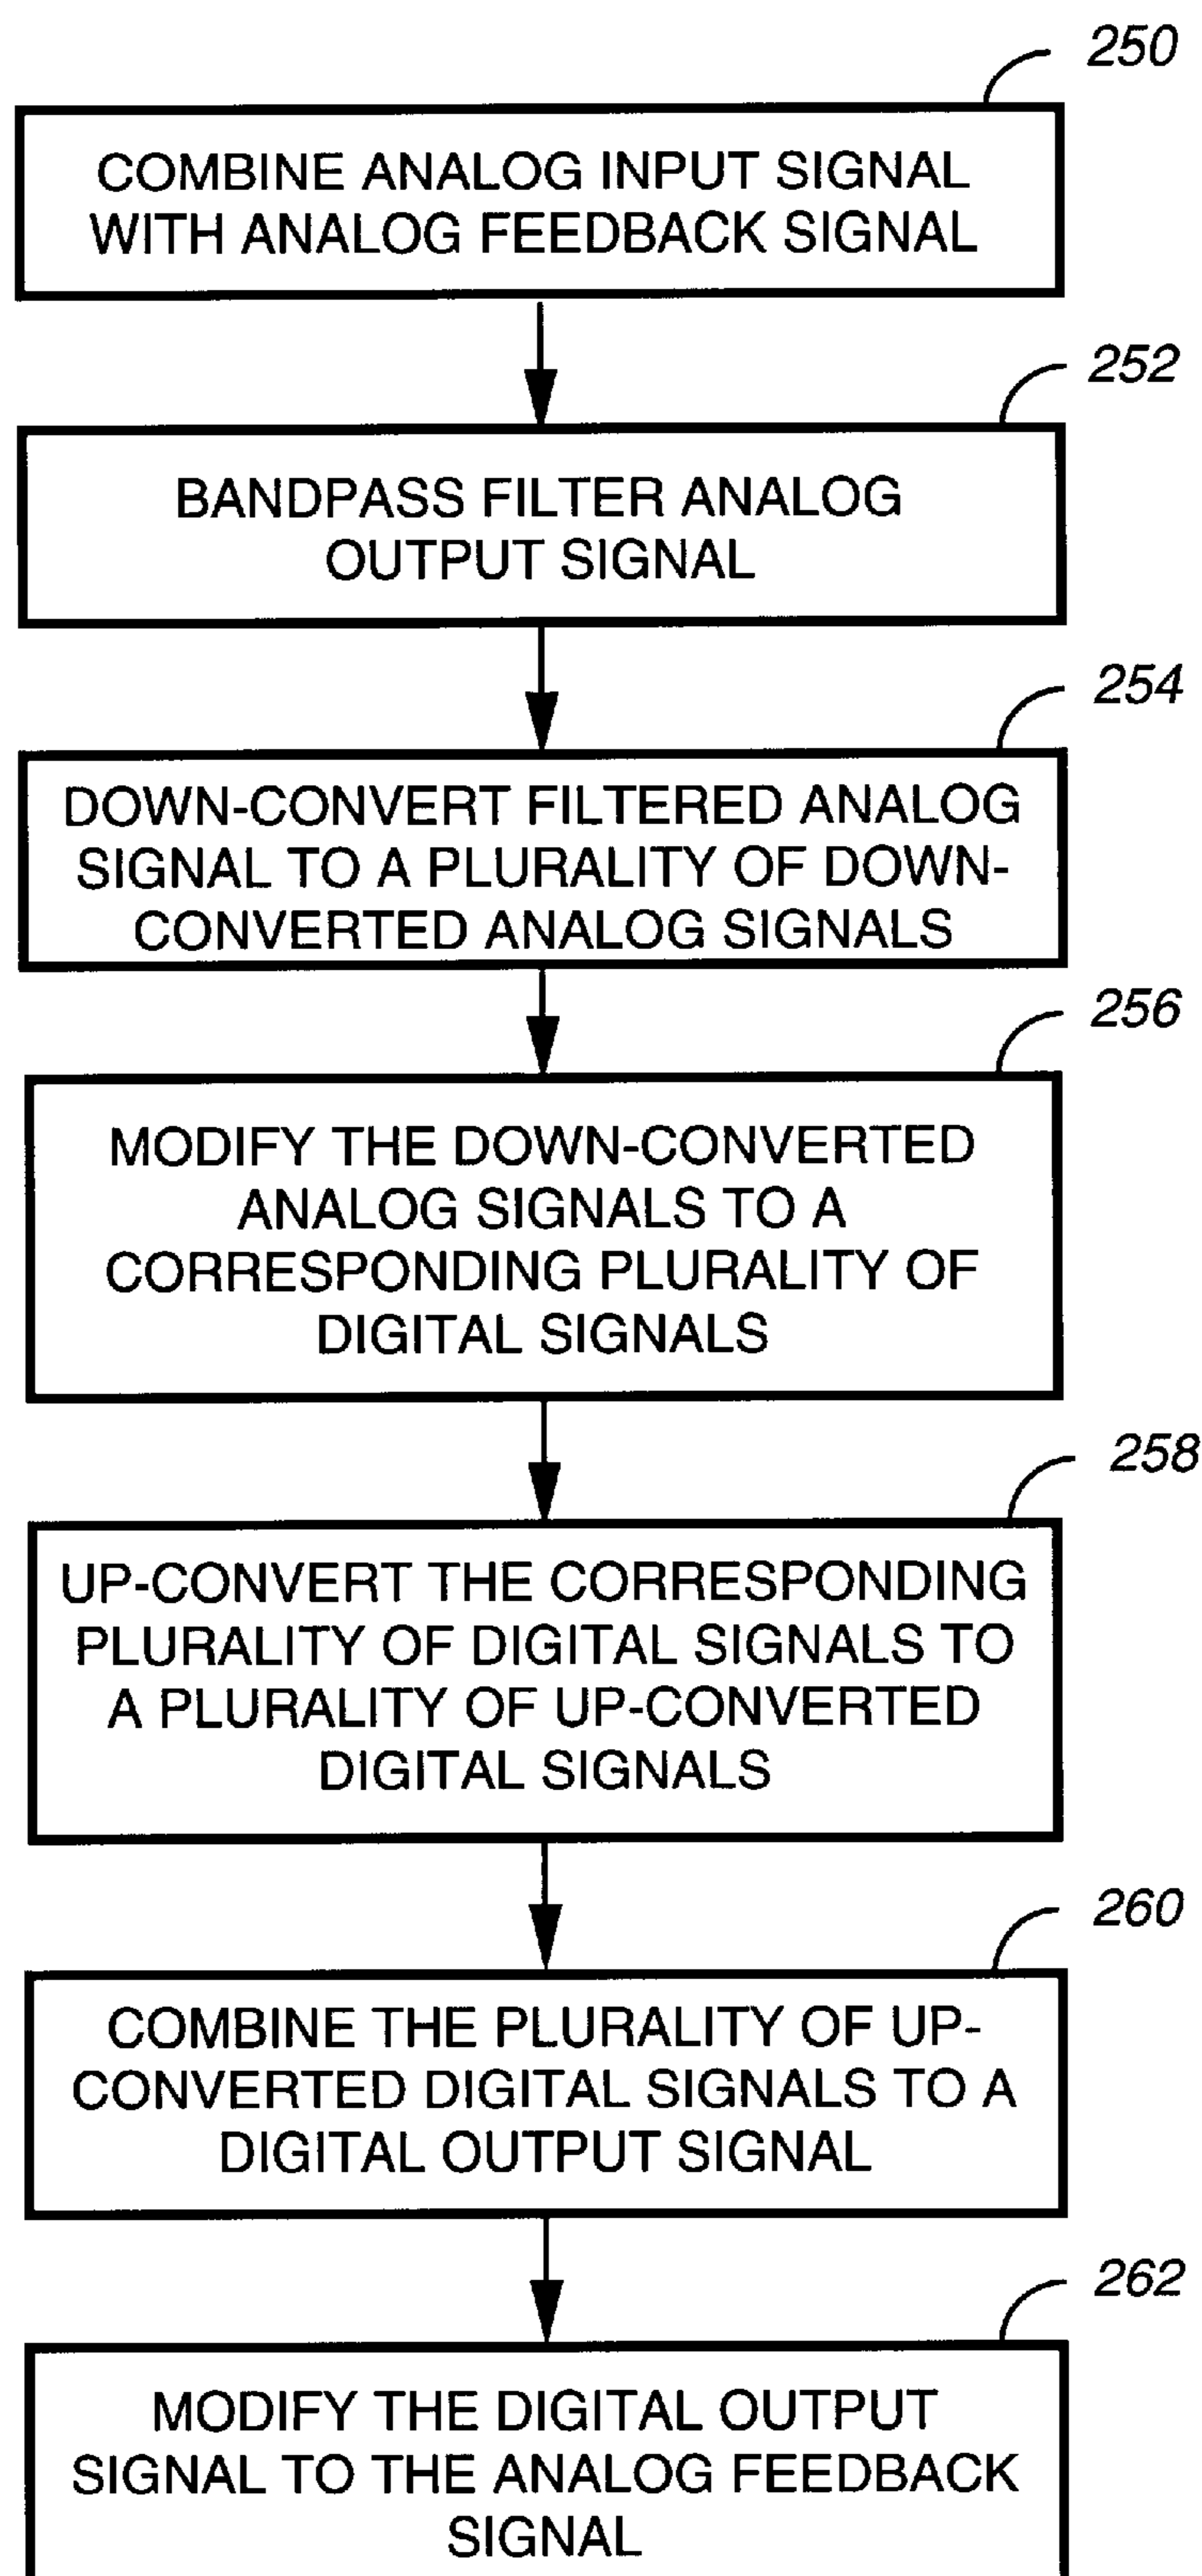 250
COMBINE ANALOG INPUT SIGNAL
WITH ANALOG FEEDBACK SIGNAL
252
BANDPASS FILTER ANALOG
OUTPUT SIGNAL
254
DOWN-CONVERT FILTERED ANALOG
SIGNAL TO A PLURALITY OF DOWN-
CONVERTED ANALOG SIGNALS
256
MODIFY THE DOWN-CONVERTED
ANALOG SIGNALS TO A
CORRESPONDING PLURALITY OF
DIGITAL SIGNALS
258
UP-CONVERT THE CORRESPONDING
PLURALITY OF DIGITAL SIGNALS TO
A PLURALITY OF UP-CONVERTED
DIGITAL SIGNALS
260
COMBINE THE PLURALITY OF UP-
CONVERTED DIGITAL SIGNALS TO A
DIGITAL OUTPUT SIGNAL
262
MODIFY THE DIGITAL OUTPUT
SIGNAL TO THE ANALOG FEEDBACK
SIGNAL